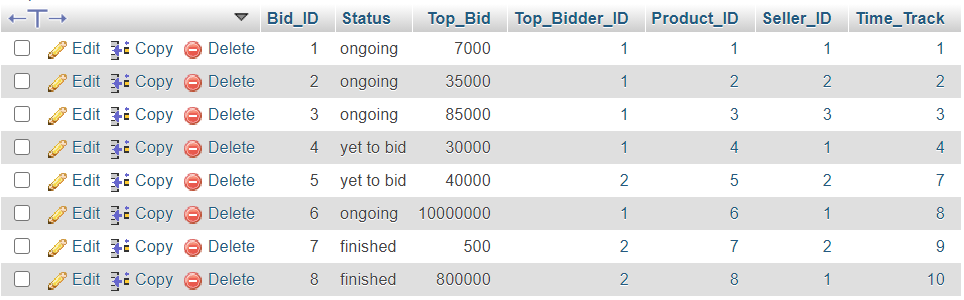 Bid_ID Status Top_Bid Top_Bidder_ID Product_ID Seller_ID Time_Track
Edit Copy Delete 1 ongoing 7000 1 1 1 1
Edit Copy Delete 2 ongoing 35000 1 2 2 2
Edit Copy Delete 3 ongoing 85000 1 3 3 3
Edit Copy Delete 4 yet to bid 30000 1 4 1 4
Edit Copy Delete 5 yet to bid 40000 2 5 2 7
Edit Copy Delete 6 ongoing 10000000 1 6 1 8
Edit Copy Delete 7 finished 500 2 7 2 9
Edit Copy Delete 8 finished 800000 2 8 1 10